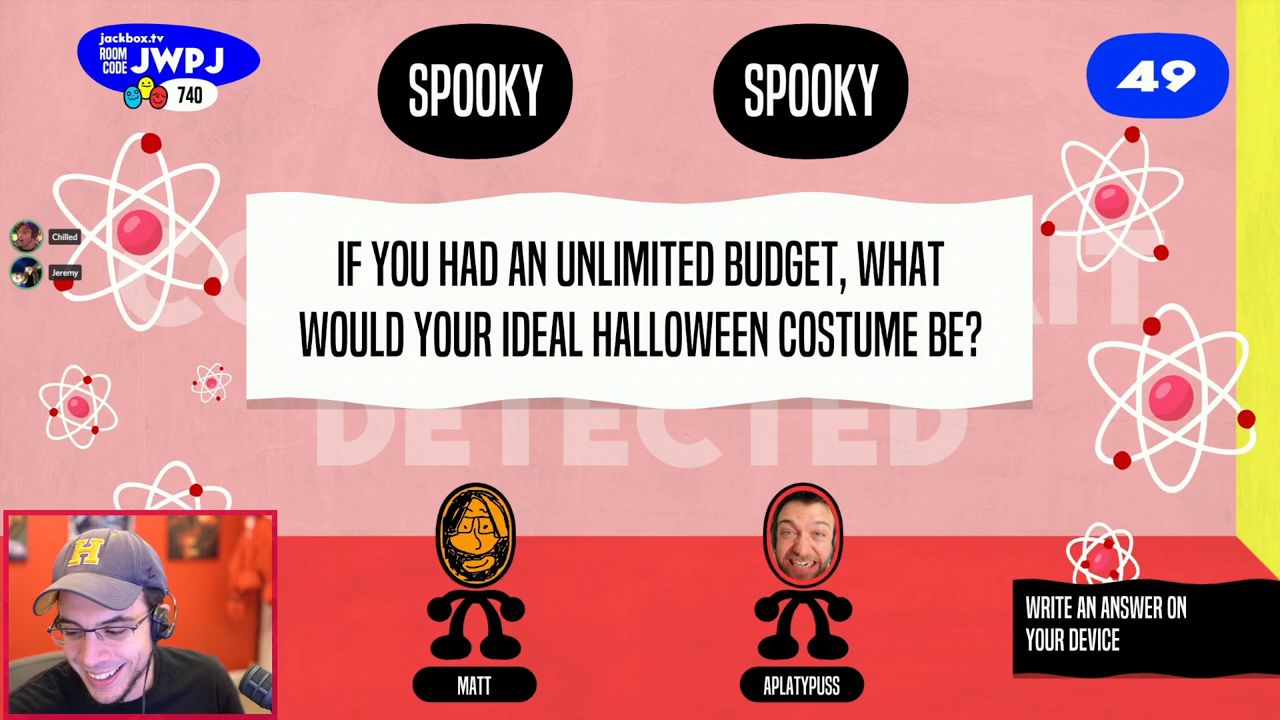 jackbox.tv
ROOM
CODE
JWPJ
740
SPOOKY
SPOOKY
49
Chilled
Jeremy
IF YOU HAD AN UNLIMITED BUDGET, WHAT
WOULD YOUR IDEAL HALLOWEEN COSTUME BE?
DETECTED
H
WRITE AN ANSWER ON
YOUR DEVICE
MATT
APLATYPUSS